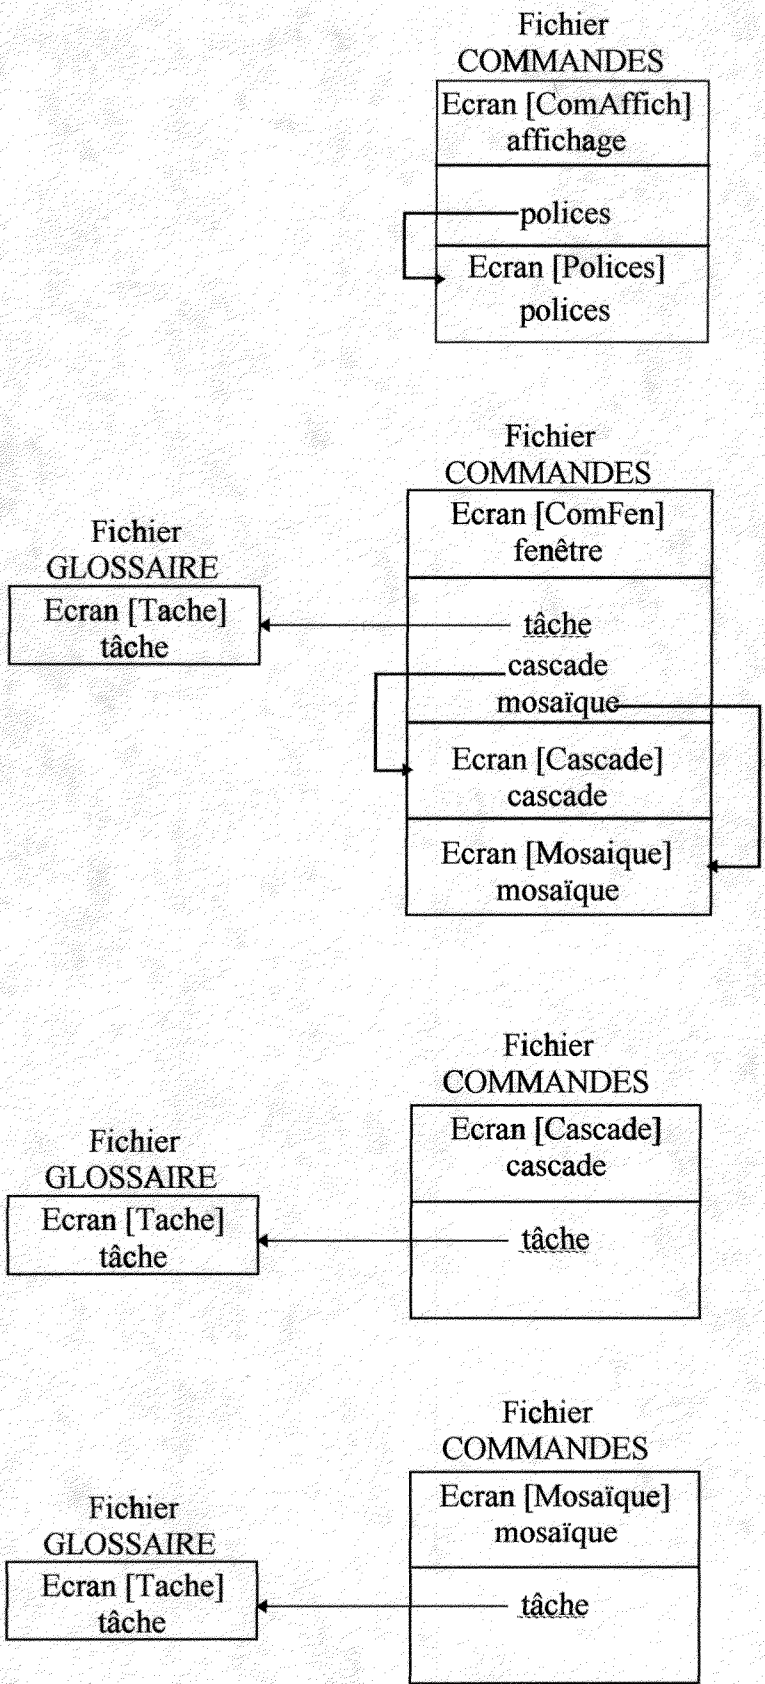 Fichier
COMMANDES
Ecran [ComAffich]
affichage
polices
Ecran [Polices]
polices
Fichier
COMMANDES
Ecran [ComFen]
fenêtre
Fichier
GLOSSAIRE
Ecran [Tache]
tâche
tâche
cascade
mosaïque
Ecran [Cascade]
cascade
Ecran [Mosaique]
mosaïque
Fichier
COMMANDES
Ecran [Cascade]
cascade
Fichier
GLOSSAIRE
Ecran [Tache]
tâche
tâche
Fichier
COMMANDES
Ecran [Mosaïque]
mosaïque
Fichier
GLOSSAIRE
Ecran [Tache]
tâche
tâche